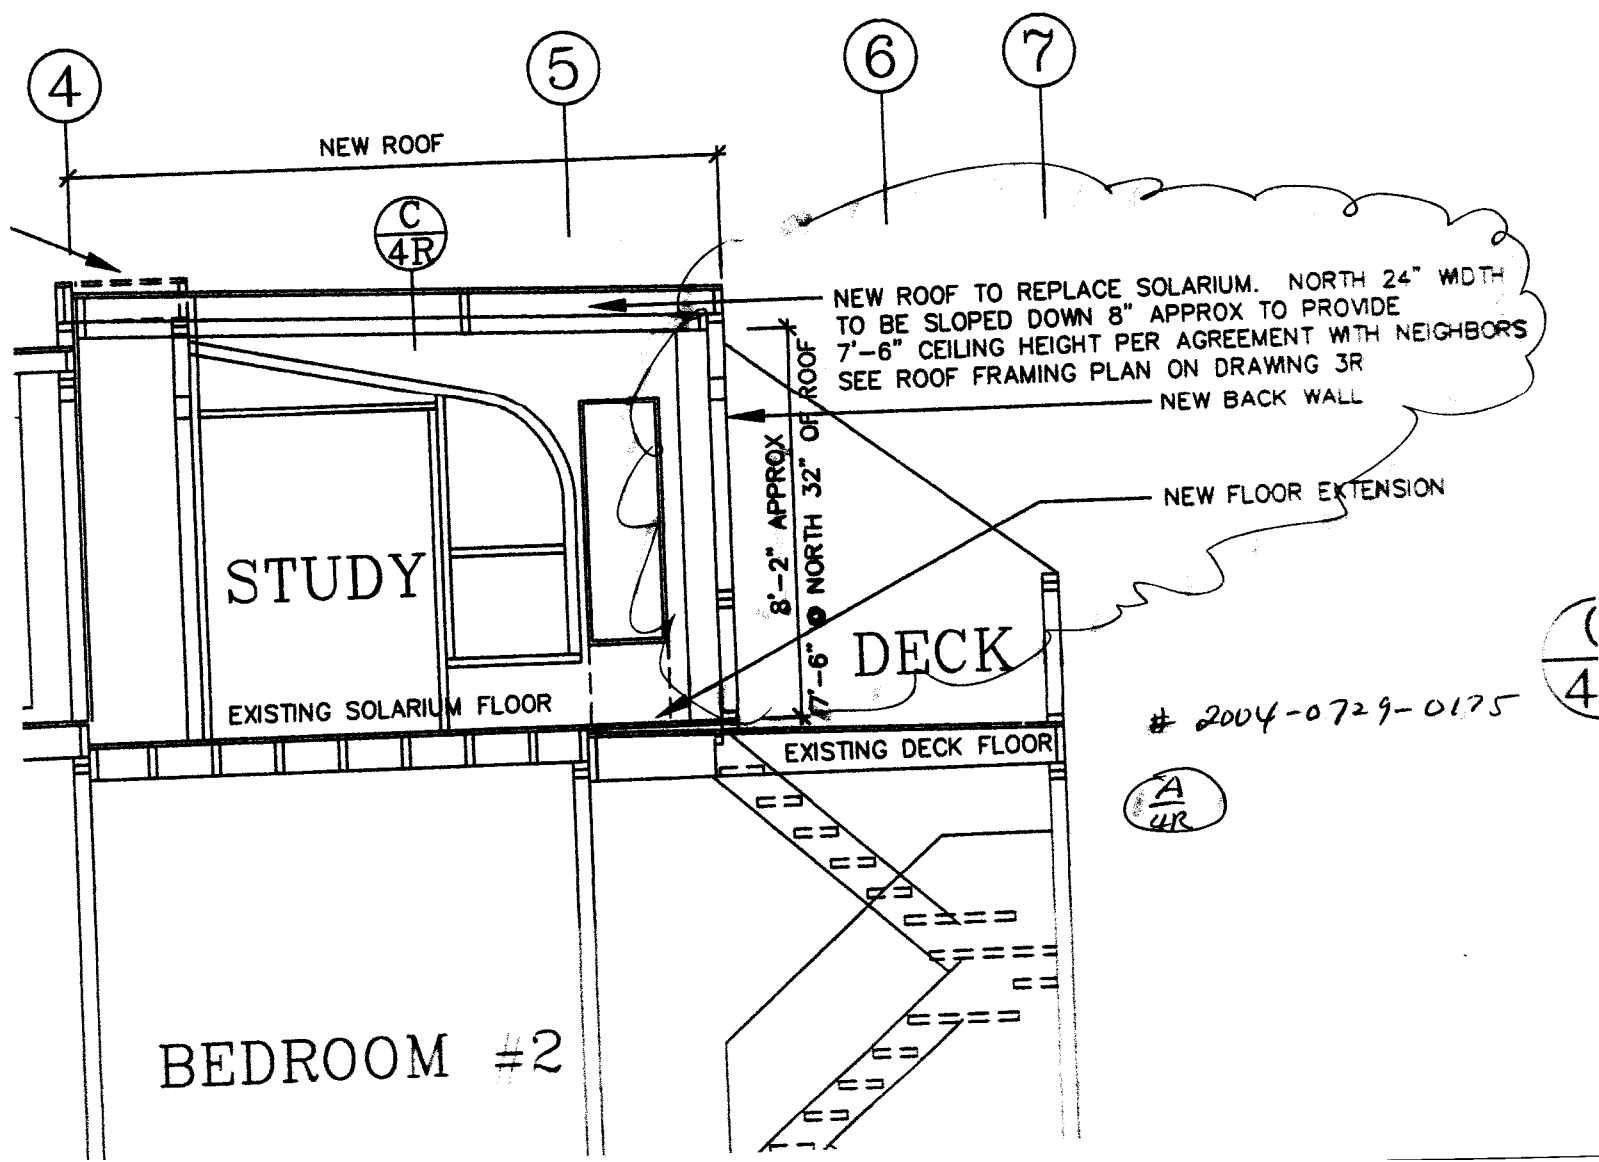 4
5
6
7
NEW ROOF
C
4R
NEW ROOF TO REPLACE SOLARIUM. NORTH 24" WIDTH
TO BE SLOPED DOWN 8" APPROX TO PROVIDE
7'-6" CEILING HEIGHT PER AGREEMENT WITH NEIGHBORS
SEE ROOF FRAMING PLAN ON DRAWING 3R
NEW BACK WALL
8'-2" APPROX
7'-6" @ NORTH 32" OF ROOF
NEW FLOOR EXTENSION
STUDY
DECK
EXISTING SOLARIUM FLOOR
# 2004-0729-0175
4
EXISTING DECK FLOOR
A
4R
BEDROOM #2